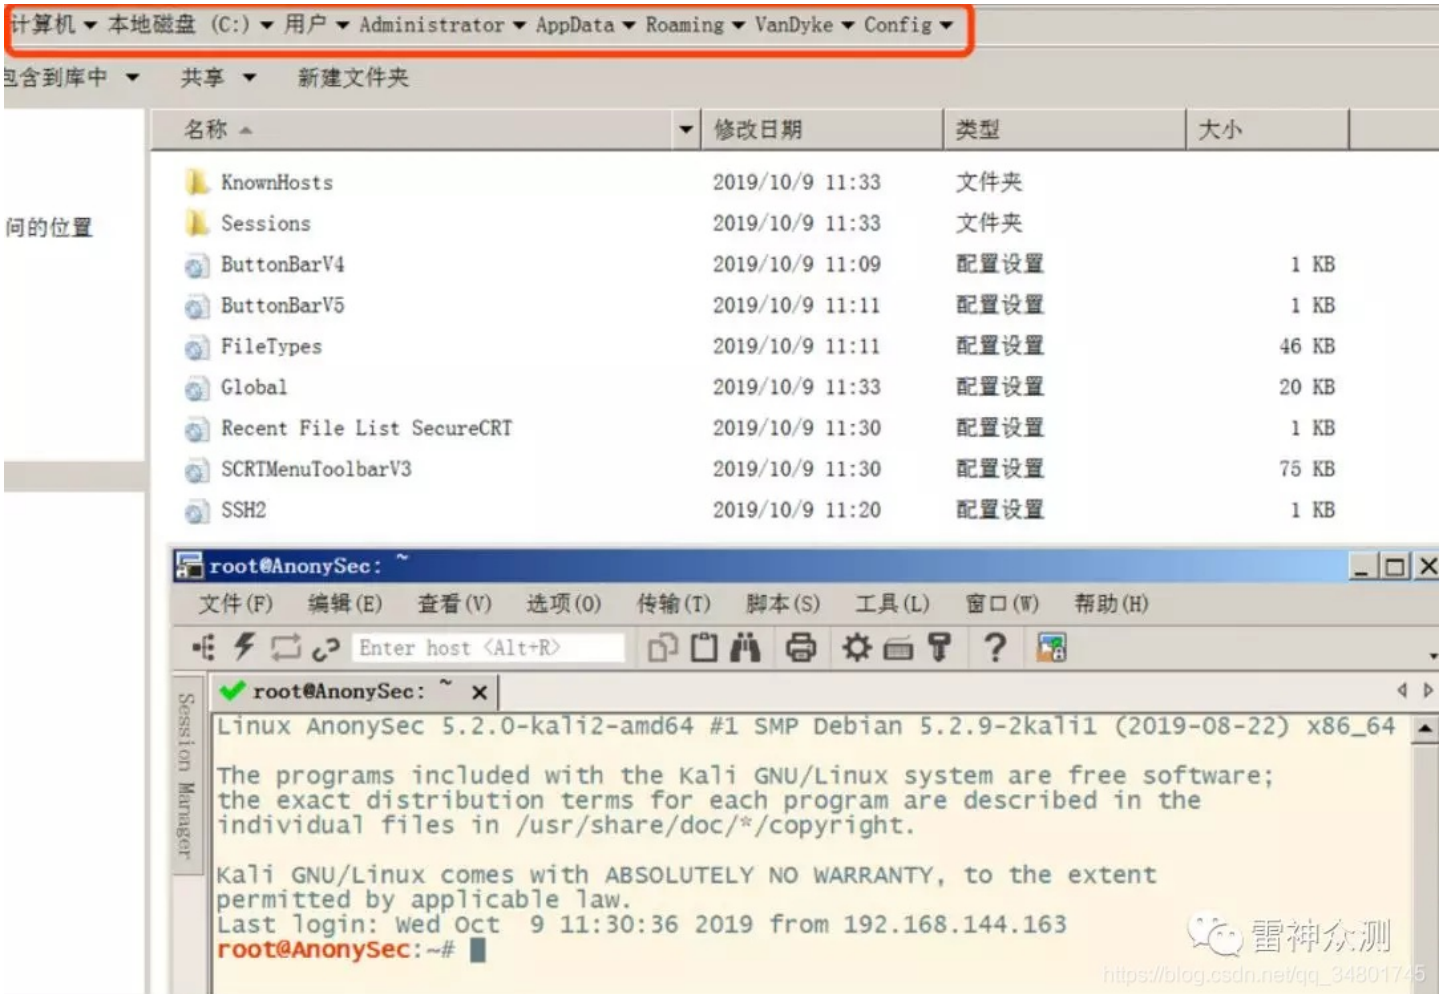 计算机 本地磁盘 (C:) 用户 Administrator AppData Roaming VanDyke Config
包含到库中 共享 新建文件夹
名称 修改日期 类型 大小
KnownHosts 2019/10/9 11:33 文件夹
问的位置
Sessions 2019/10/9 11:33 文件夹
ButtonBarV4 2019/10/9 11:09 配置设置 1 KB
ButtonBarV5 2019/10/9 11:11 配置设置 1 KB
FileTypes 2019/10/9 11:11 配置设置 46 KB
Global 2019/10/9 11:33 配置设置 20 KB
Recent File List SecureCRT 2019/10/9 11:30 配置设置 1 KB
SCRTMenuToolbarV3 2019/10/9 11:30 配置设置 75 KB
SSH2 2019/10/9 11:20 配置设置 1 KB
root@AnonySec: ~
文件(F) 编辑(E) 查看(V) 选项(O) 传输(T) 脚本(S) 工具(L) 窗口(W) 帮助(H)
Enter host <Alt+R>
root@AnonySec: ~
Session Manager
Linux AnonySec 5.2.0-kali2-amd64 #1 SMP Debian 5.2.9-2kali1 (2019-08-22) x86_64
The programs included with the Kali GNU/Linux system are free software;
the exact distribution terms for each program are described in the
individual files in /usr/share/doc/*/copyright.
Kali GNU/Linux comes with ABSOLUTELY NO WARRANTY, to the extent
permitted by applicable law.
Last login: Wed Oct  9 11:30:36 2019 from 192.168.144.163
root@AnonySec:~#
雷神众测
https://blog.csdn.net/qq_34801745